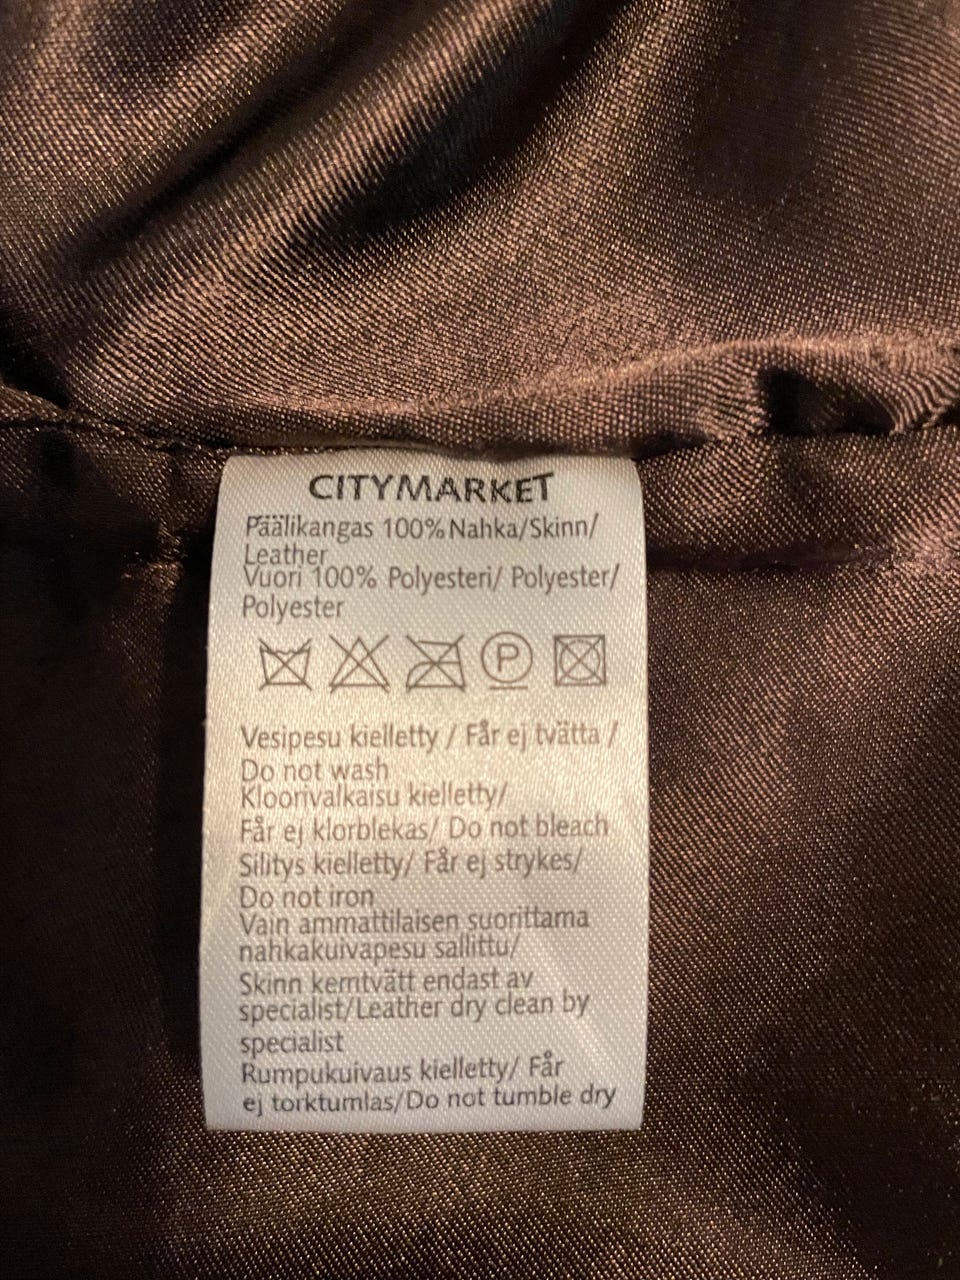 CITYMARKET
Päälikangas 100% Nahka/Skinn/
Leather
Vuori 100% Polyesteri/ Polyester/
Polyester
P
Vesipesu kielletty / Får ej tvätta /
Do not wash
Kloorivalkaisu kielletty/
Får ej klorblekas/ Do not bleach
Silitys kielletty/ Får ej strykes/
Do not iron
Vain ammattilaisen suorittama
nahkakuivapesu sallittu/
Skinn kemtvätt endast av
specialist/Leather dry clean by
specialist
Rumpukuivaus kielletty/ Får
ej torktumlas/Do not tumble dry